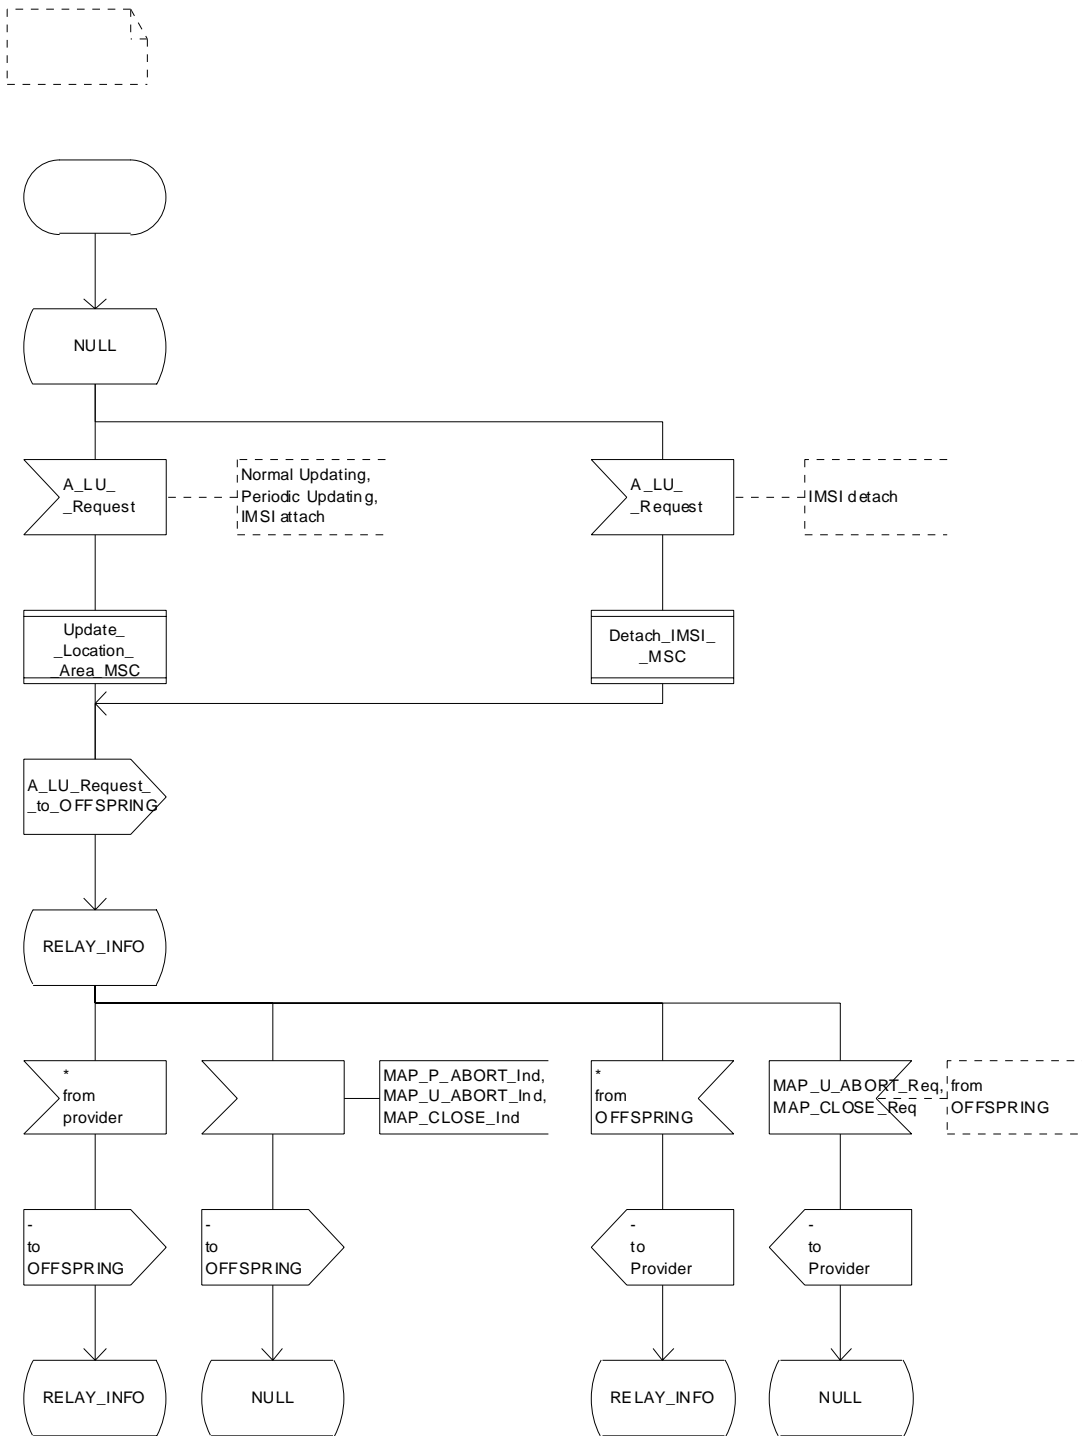 NULL
A_LU_
_Request
Normal Updating,
Periodic Updating,
IMSI attach
A_LU_
_Request
IMSI detach
Update_
_Location_
_Area_MSC
Detach_IMSI_
_MSC
A_LU_Request_
_to_OFFSPRING
RELAY_INFO
*
from
provider
MAP_P_ABORT_Ind,
MAP_U_ABORT_Ind,
MAP_CLOSE_Ind
*
from
OFFSPRING
MAP_U_ABORT_Req,
MAP_CLOSE_Req
from
OFFSPRING
-
to
OFFSPRING
-
to
OFFSPRING
-
to
Provider
-
to
Provider
RELAY_INFO
NULL
RELAY_INFO
NULL